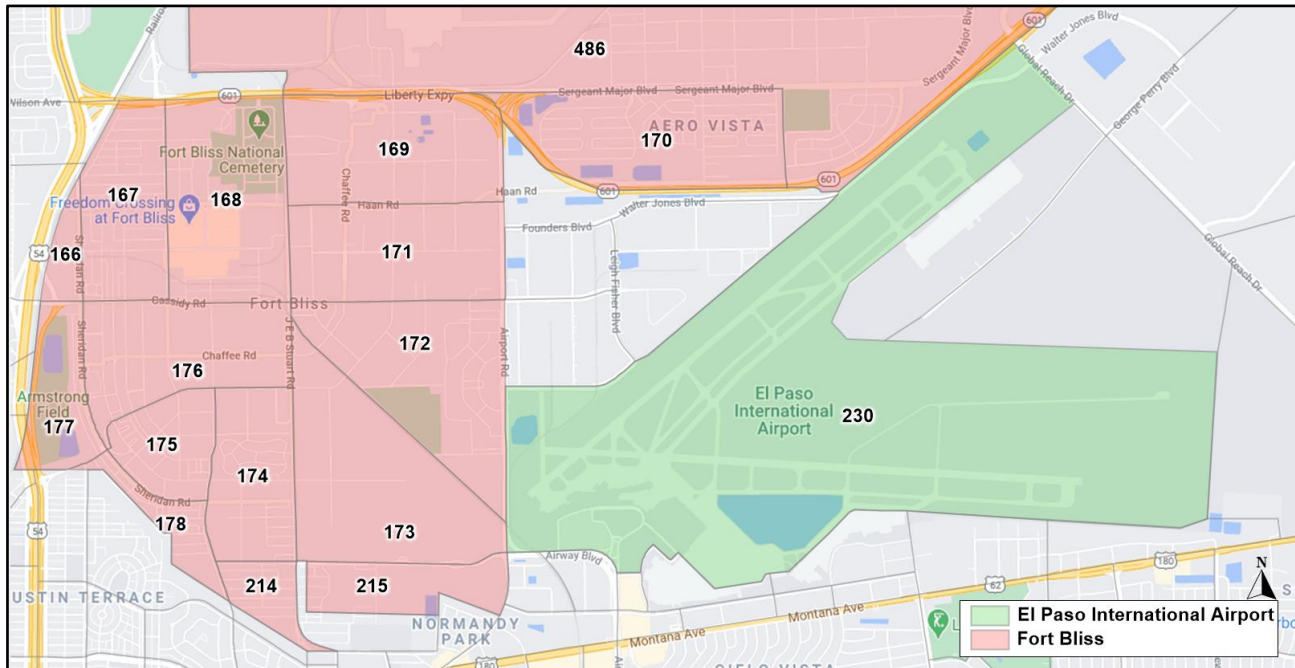 601
Walter Jones Blvd
Railroad
486
Global Reach Dr
Sergeant Major Blvd
George Perry Blvd
Wilson Ave
601
Liberty Expy
Sergeant Major Blvd
Sergeant Major Blvd
AERO VISTA
170
169
Fort Bliss National
Cemetery
Chaffee Rd
601
601
167
168
Haan Rd
Haan Rd
Freedom Crossing
at Fort Bliss
Walter Jones Blvd
Founders Blvd
54
166
171
Leigh Fisher Blvd
Global Reach Dr
Cassidy Rd
Fort Bliss
Sheridan Rd
J E B Stuart Rd
172
Airport Rd
Chaffee Rd
176
Armstrong
Field
177
El Paso
International
Airport
230
175
174
Sheridan Rd
178
173
54
Airway Blvd
180
214
215
62
N
USTIN TERRACE
NORMANDY
PARK
Montana Ave
Montana Ave
180
El Paso International Airport
Fort Bliss
CIELO VISTA